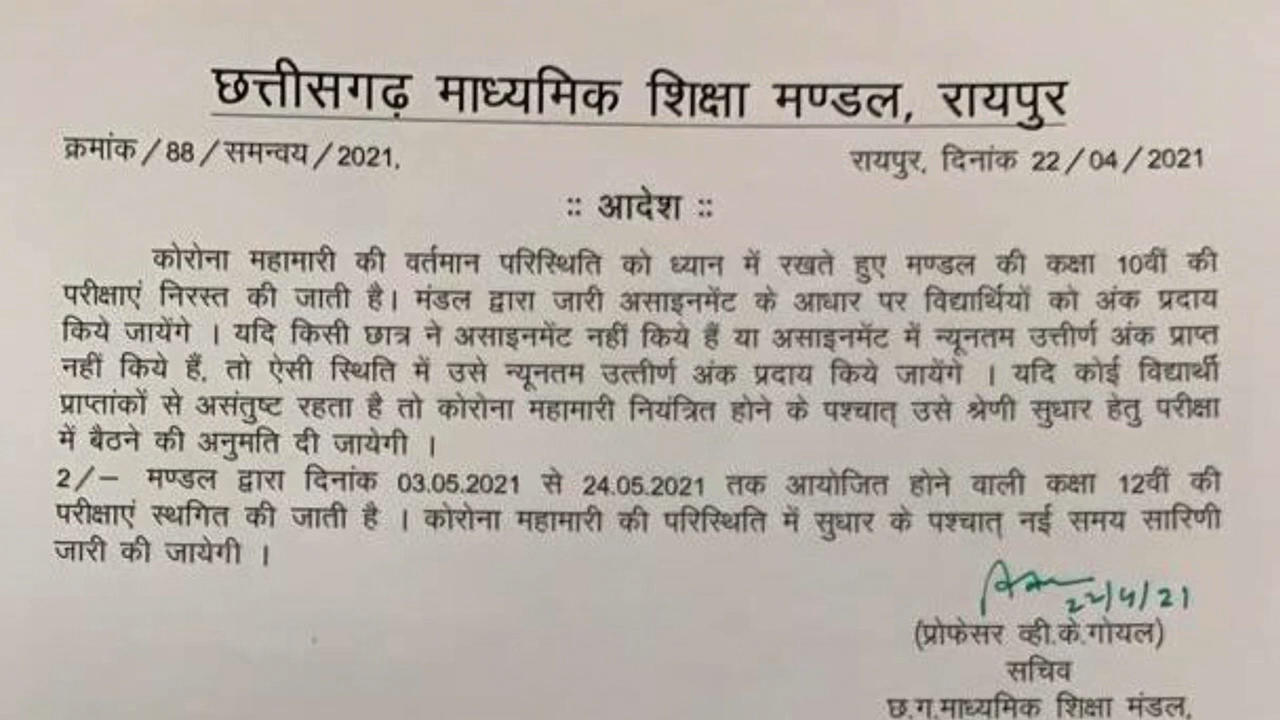 छत्तीसगढ़ माध्यमिक शिक्षा मण्डल, रायपुर
क्रमांक/88/समन्वय/2021,
रायपुर, दिनांक 22/04/2021
:: आदेश ::
कोरोना महामारी की वर्तमान परिस्थिति को ध्यान में रखते हुए मण्डल की कक्षा 10वीं की
परीक्षाएं निरस्त की जाती है। मंडल द्वारा जारी असाइनमेंट के आधार पर विद्यार्थियों को अंक प्रदाय
किये जायेंगे । यदि किसी छात्र ने असाइनमेंट नहीं किये हैं या असाइनमेंट में न्यूनतम उत्तीर्ण अंक प्राप्त
नहीं किये हैं, तो ऐसी स्थिति में उसे न्यूनतम उत्तीर्ण अंक प्रदाय किये जायेंगे । यदि कोई विद्यार्थी
प्राप्तांकों से असंतुष्ट रहता है तो कोरोना महामारी नियंत्रित होने के पश्चात् उसे श्रेणी सुधार हेतु परीक्षा
में बैठने की अनुमति दी जायेगी ।
2/– मण्डल द्वारा दिनांक 03.05.2021 से 24.05.2021 तक आयोजित होने वाली कक्षा 12वीं की
परीक्षाएं स्थगित की जाती है । कोरोना महामारी की परिस्थिति में सुधार के पश्चात् नई समय सारिणी
जारी की जायेगी ।
22/4/21
(प्रोफेसर व्ही.के.गोयल)
सचिव
छ.ग.माध्यमिक शिक्षा मंडल,